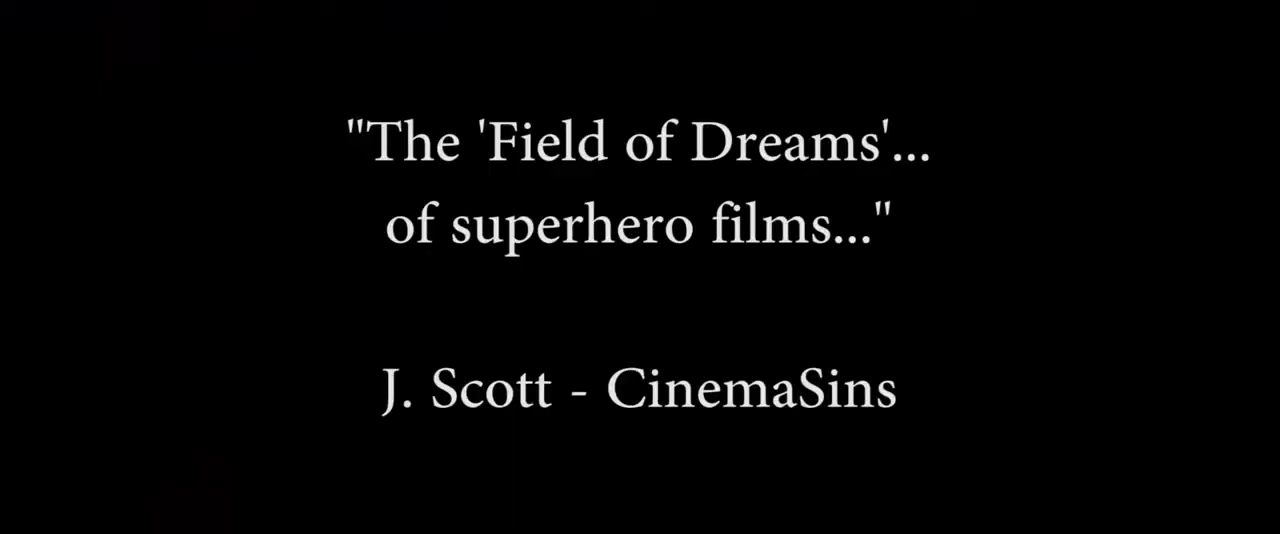 "The 'Field of Dreams'...
of superhero films..."
J. Scott - CinemaSins